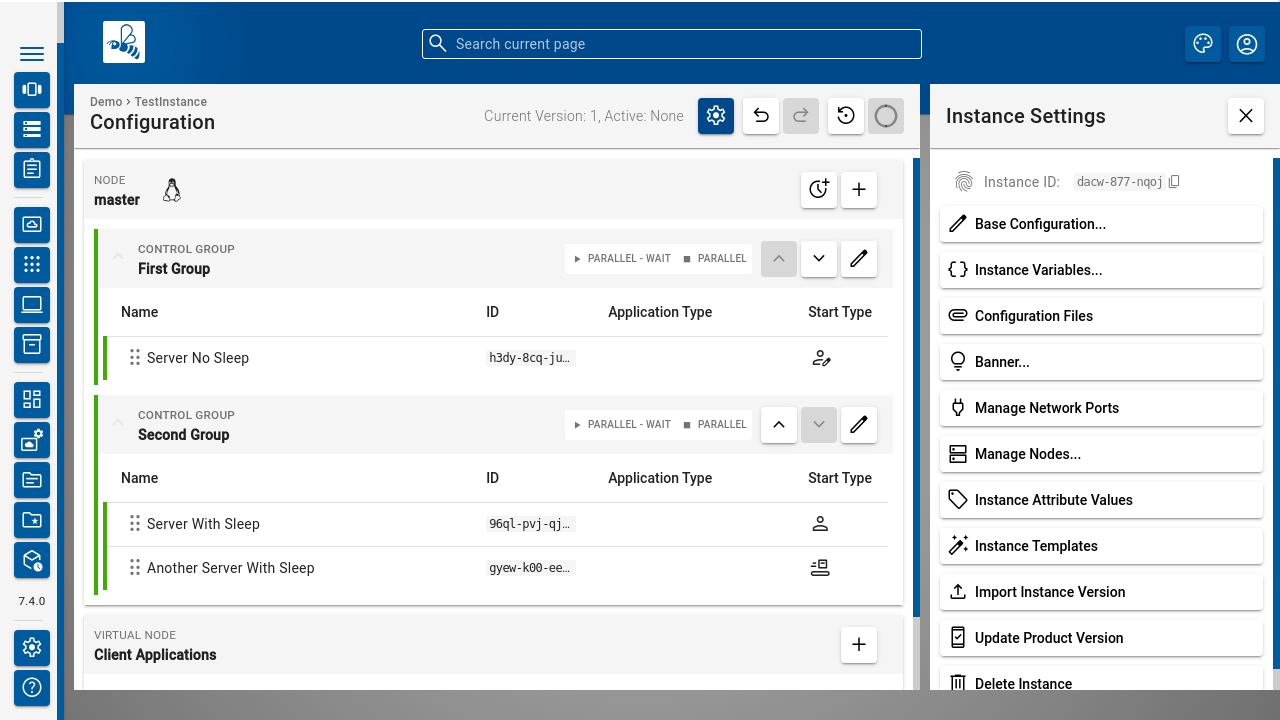 Search current page
Demo › TestInstance
Configuration
Current Version: 1, Active: None
NODE
master
CONTROL GROUP
First Group
PARALLEL - WAIT
PARALLEL
Name
ID
Application Type
Start Type
Server No Sleep
h3dy-8cq-ju…
CONTROL GROUP
Second Group
PARALLEL - WAIT
PARALLEL
Name
ID
Application Type
Start Type
Server With Sleep
96ql-pvj-qj…
Another Server With Sleep
gyew-k00-ee…
VIRTUAL NODE
Client Applications
7.4.0
Instance Settings
Instance ID: dacw-877-nqoj
Base Configuration...
Instance Variables...
Configuration Files
Banner...
Manage Network Ports
Manage Nodes...
Instance Attribute Values
Instance Templates
Import Instance Version
Update Product Version
Delete Instance